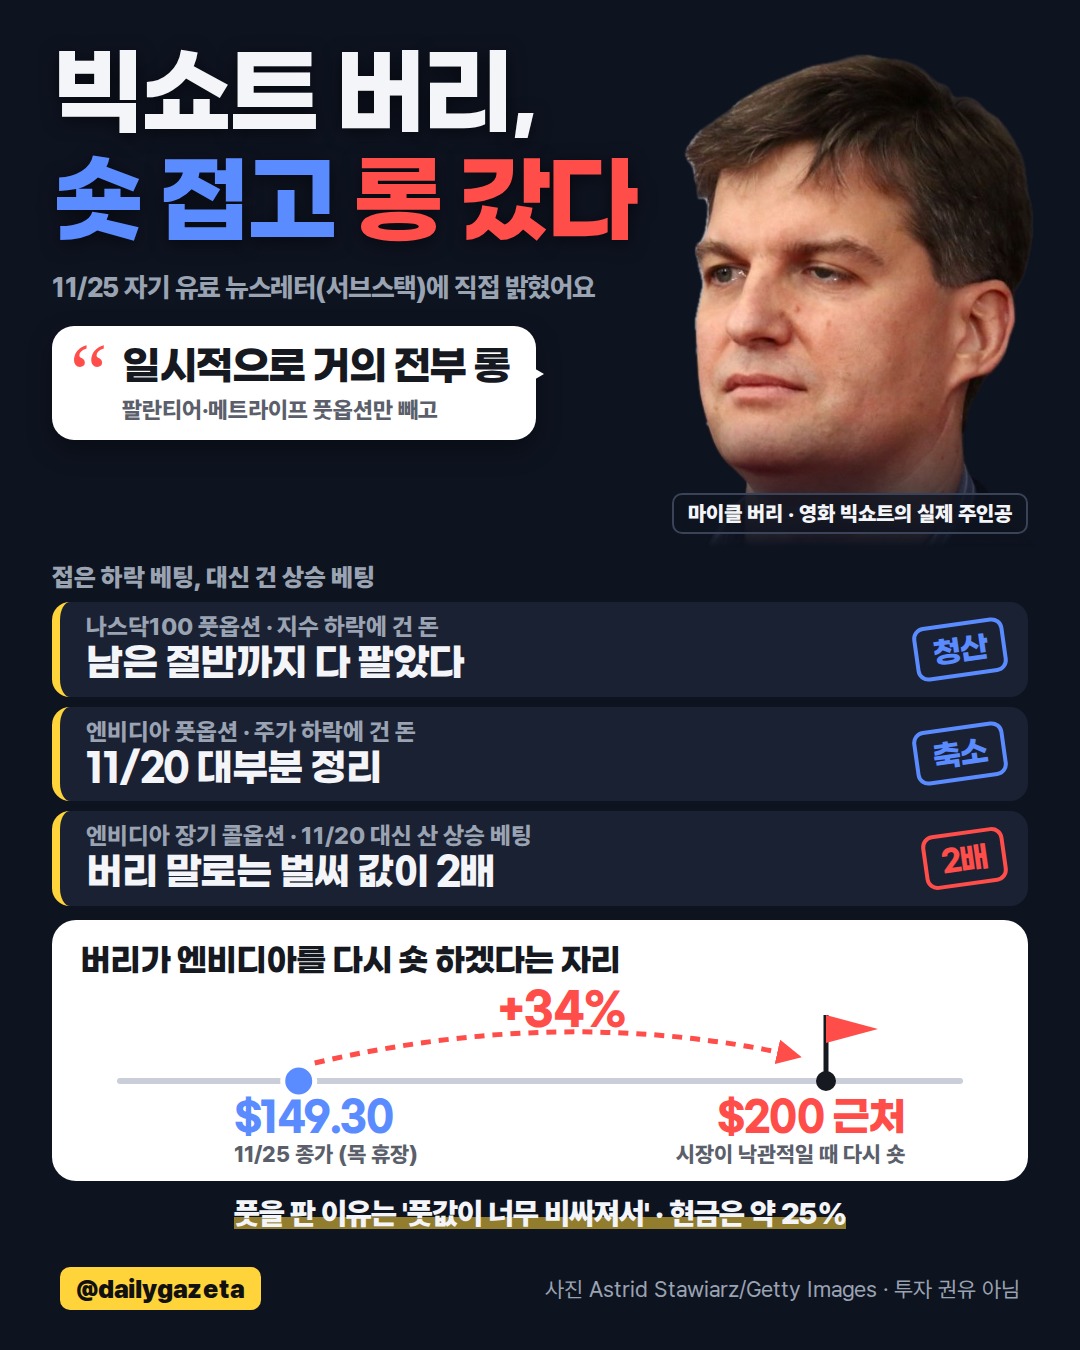 빅쇼트 버리,
숏 접고 롱 갔다
11/25 자기 유료 뉴스레터(서브스택)에 직접 밝혔어요
“ 일시적으로 거의 전부 롱
팔란티어·메트라이프 풋옵션만 빼고
마이클 버리 · 영화 빅쇼트의 실제 주인공
접은 하락 베팅, 대신 건 상승 베팅
나스닥100 풋옵션 · 지수 하락에 건 돈
남은 절반까지 다 팔았다
청산
엔비디아 풋옵션 · 주가 하락에 건 돈
11/20 대부분 정리
축소
엔비디아 장기 콜옵션 · 11/20 대신 산 상승 베팅
버리 말로는 벌써 값이 2배
2배
버리가 엔비디아를 다시 숏 하겠다는 자리
+34%
$149.30
11/25 종가 (목 휴장)
$200 근처
시장이 낙관적일 때 다시 숏
풋을 판 이유는 '풋값이 너무 비싸져서' · 현금은 약 25%
@dailygazeta
사진 Astrid Stawiarz/Getty Images · 투자 권유 아님